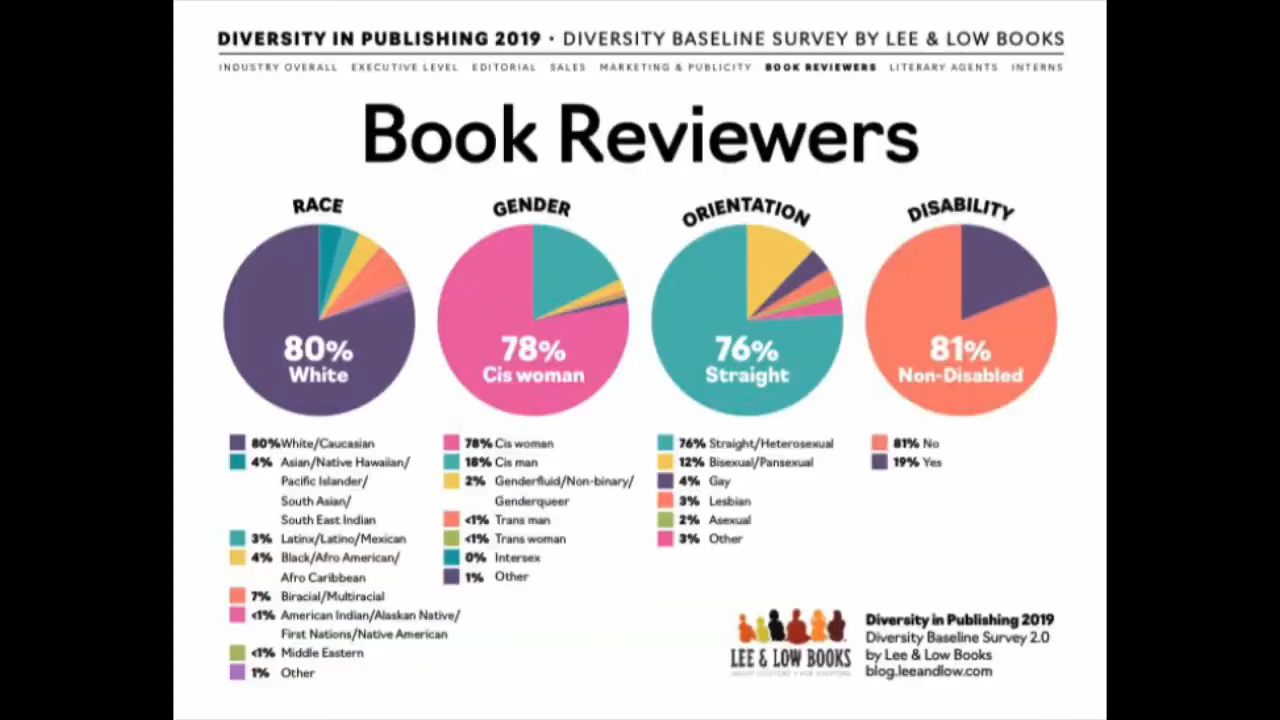 DIVERSITY IN PUBLISHING 2019 · DIVERSITY BASELINE SURVEY BY LEE & LOW BOOKS
INDUSTRY OVERALL EXECUTIVE LEVEL EDITORIAL SALES MARKETING & PUBLICITY BOOK REVIEWERS LITERARY AGENTS INTERNS
Book Reviewers
RACE
80%
White
80% White/Caucasian
4% Asian/Native Hawaiian/
Pacific Islander/
South Asian/
South East Indian
3% Latinx/Latino/Mexican
4% Black/Afro American/
Afro Caribbean
7% Biracial/Multiracial
<1% American Indian/Alaskan Native/
First Nations/Native American
<1% Middle Eastern
1% Other
GENDER
78%
Cis woman
78% Cis woman
18% Cis man
2% Genderfluid/Non-binary/
Genderqueer
<1% Trans man
<1% Trans woman
0% Intersex
1% Other
ORIENTATION
76%
Straight
76% Straight/Heterosexual
12% Bisexual/Pansexual
4% Gay
3% Lesbian
2% Asexual
3% Other
DISABILITY
81%
Non-Disabled
81% No
19% Yes
LEE & LOW BOOKS
Diversity in Publishing 2019
Diversity Baseline Survey 2.0
by Lee & Low Books
blog.leeandlow.com